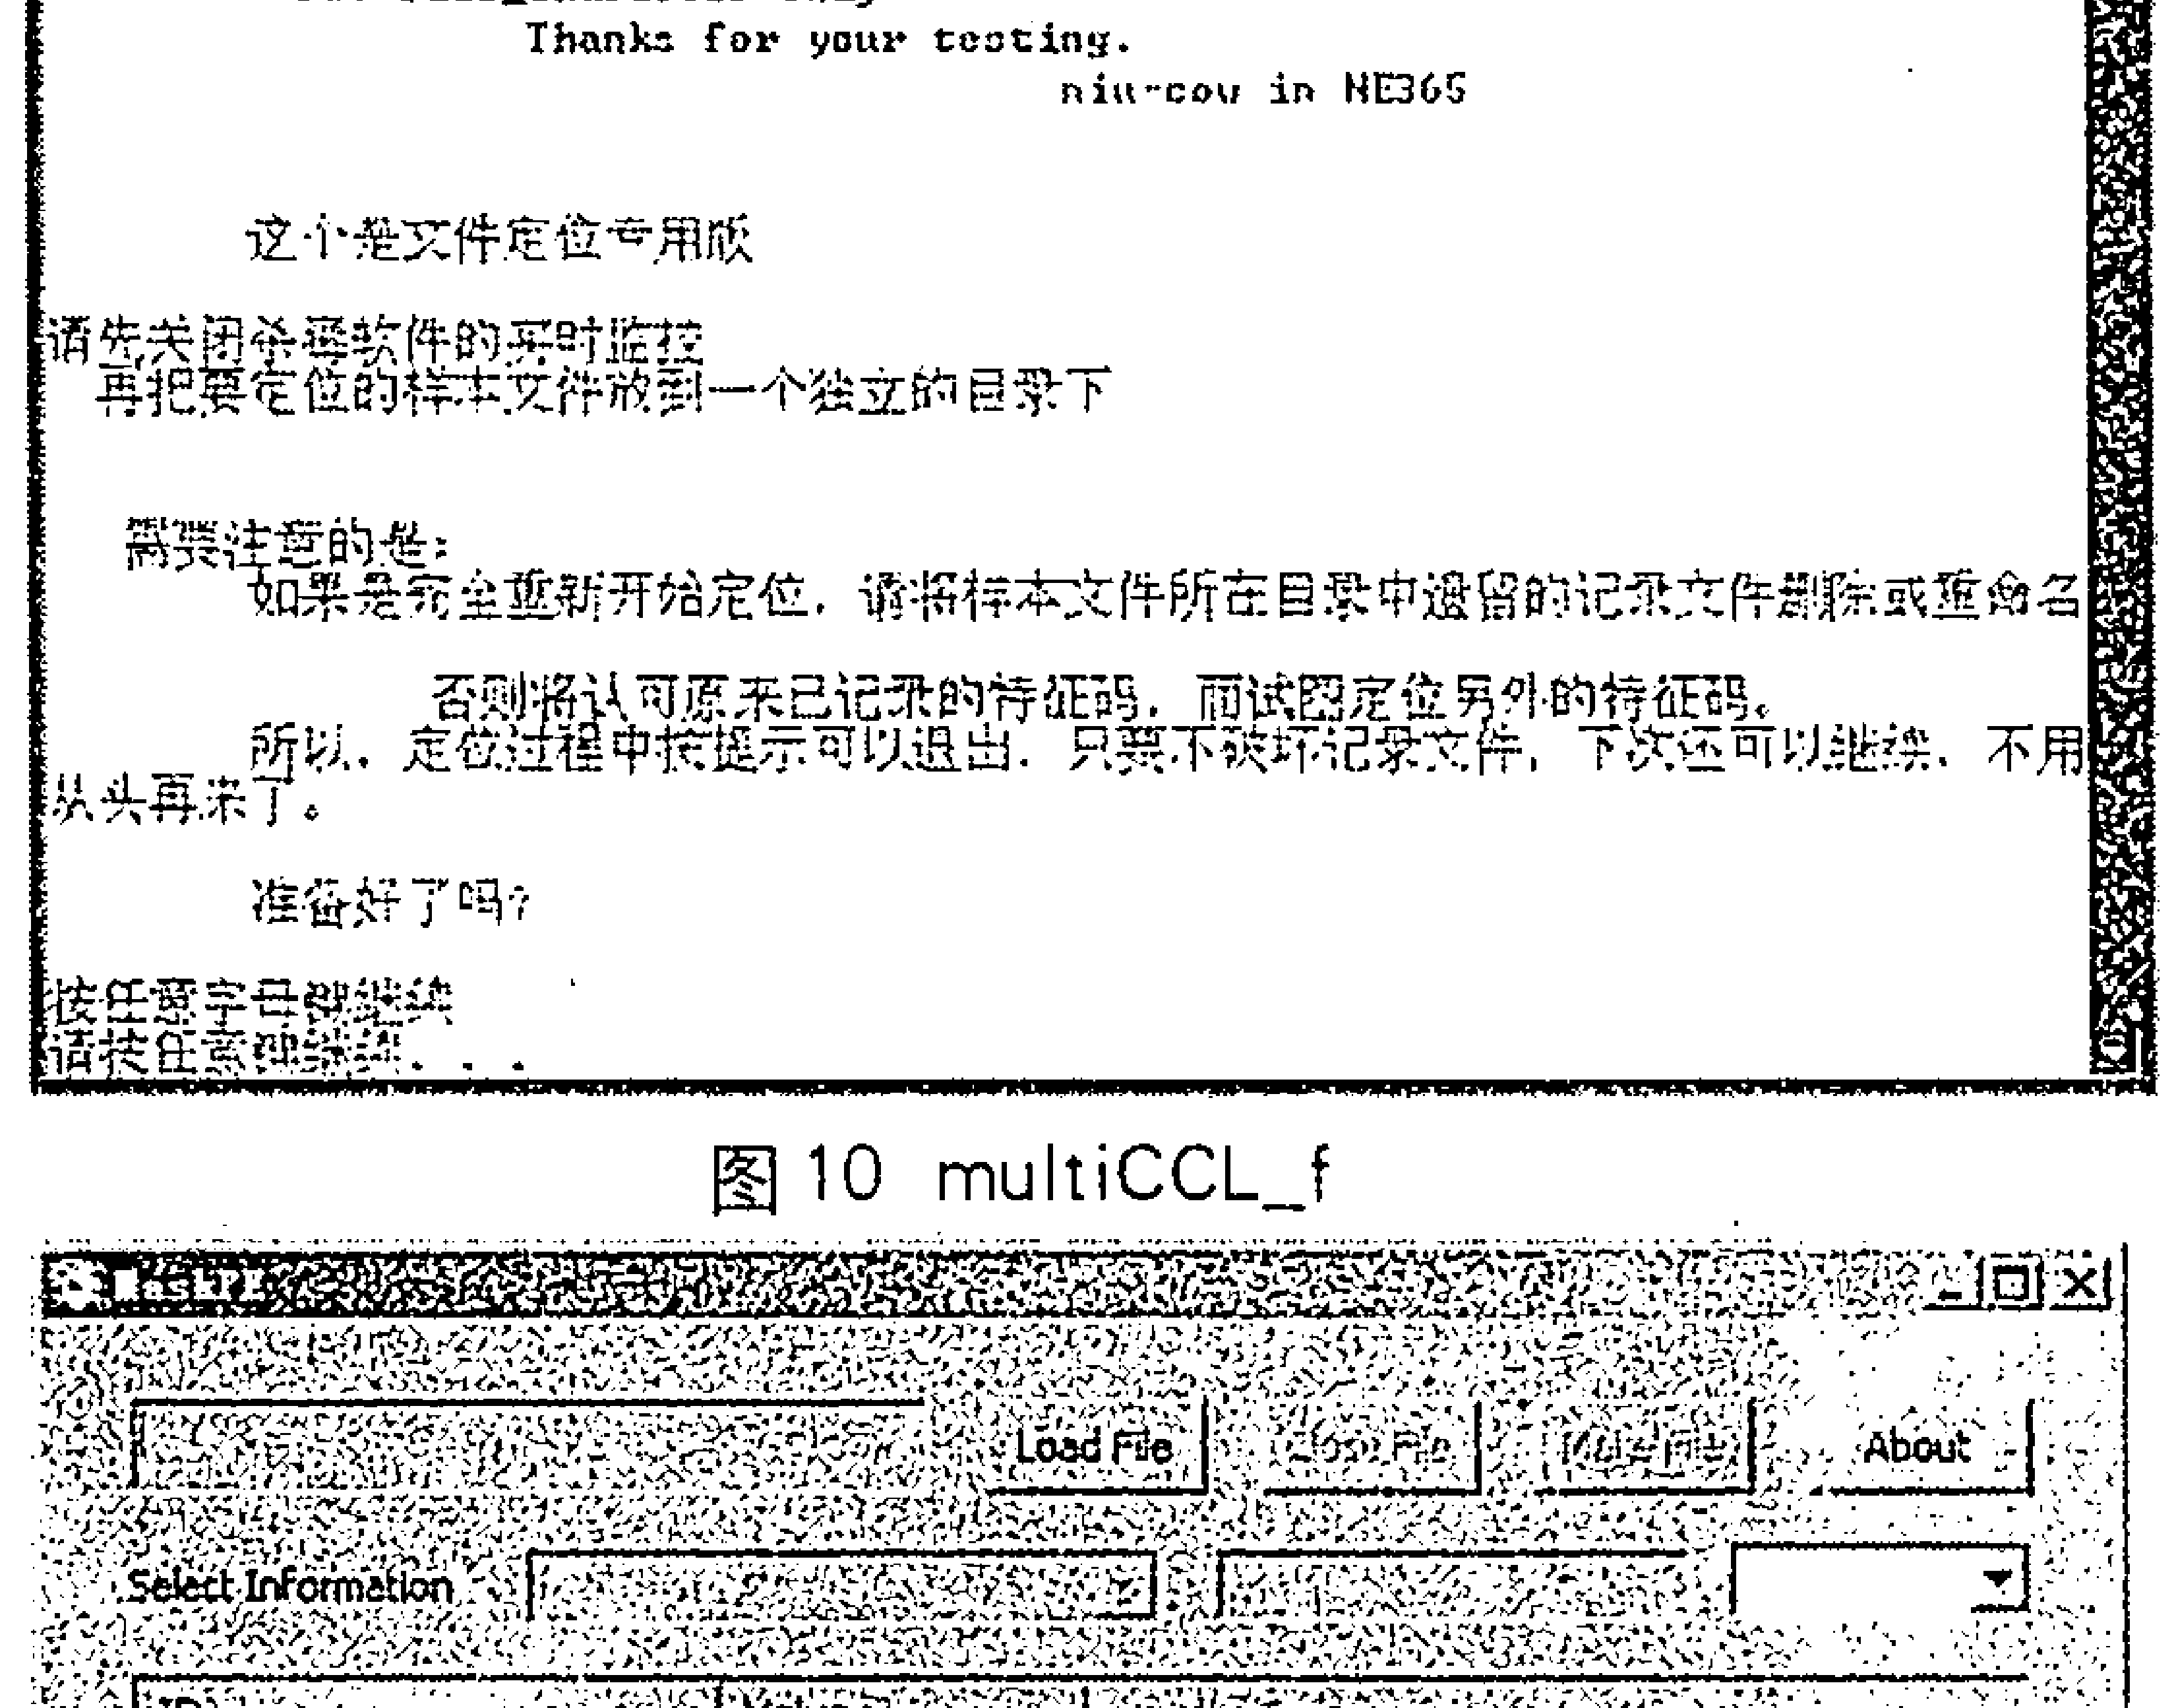 Thanks for your testing.
niu-cow in NE365
这个是文件定位专用版
请先关闭杀毒软件的实时监控
再把要定位的样本文件放到一个独立的目录下
需要注意的是:
如果是完全重新开始定位，请将样本文件所在目录中遗留的记录文件删除或重命名
否则将认可原来已记录的特征码，而试图定位另外的特征码。
所以，定位过程中按提示可以退出，只要不破坏记录文件，下次还可以继续，不用
从头再来了。
准备好了吗?
按任意字母键继续
请按任意键继续. . .
图 10 multiCCL_f
Load File
About
Select Information